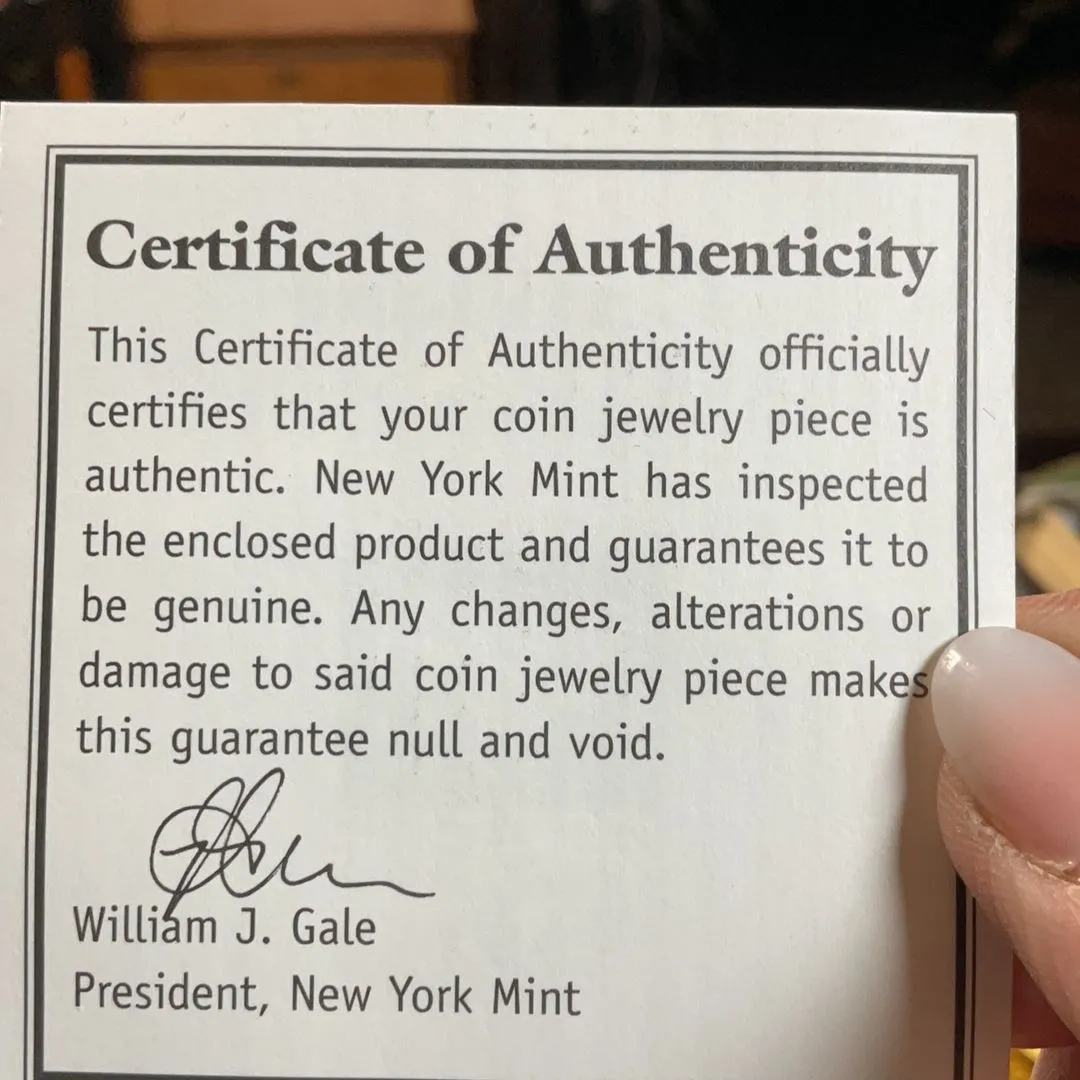 Certificate of Authenticity
This Certificate of Authenticity officially
certifies that your coin jewelry piece is
authentic. New York Mint has inspected
the enclosed product and guarantees it to
be genuine. Any changes, alterations or
damage to said coin jewelry piece makes
this guarantee null and void.
William J. Gale
President, New York Mint